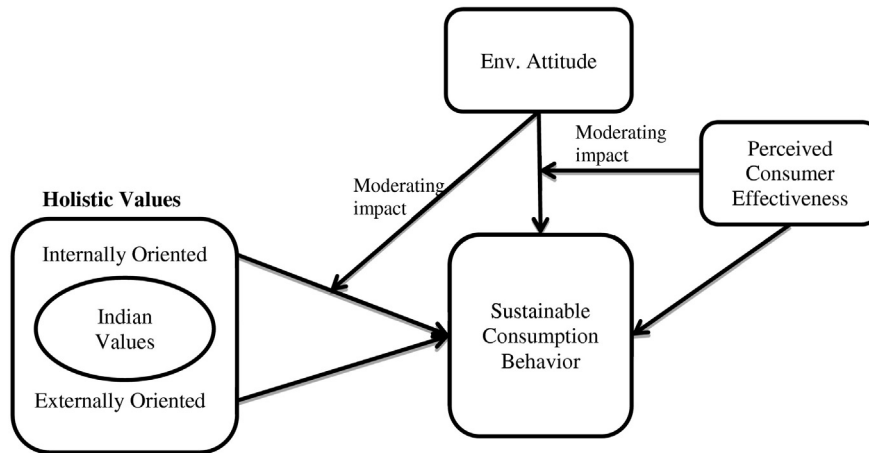 Env. Attitude
Moderating
impact
Perceived
Consumer
Effectiveness
Moderating
impact
Holistic Values
Internally Oriented
Indian
Values
Externally Oriented
Sustainable
Consumption
Behavior